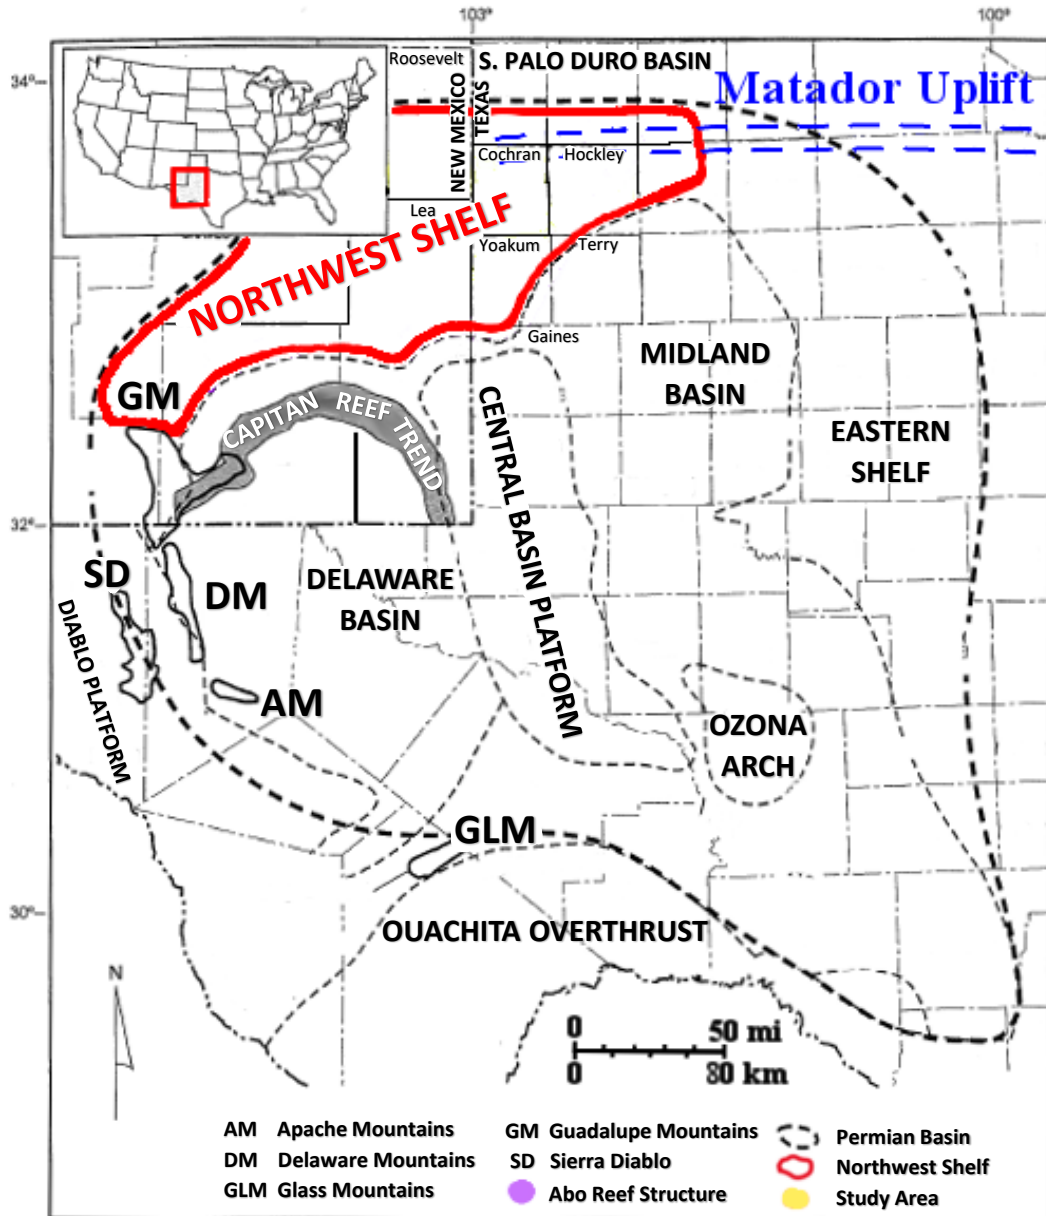 103°
100°
34°
Roosevelt
S. PALO DURO BASIN
NEW MEXICO
TEXAS
Matador Uplift
Cochran
Hockley
Lea
NORTHWEST SHELF
Yoakum
Terry
Gaines
MIDLAND
BASIN
GM
CAPITAN REEF TREND
CENTRAL BASIN PLATFORM
EASTERN
SHELF
32°
SD
DM
DELAWARE
BASIN
DIABLO PLATFORM
AM
OZONA
ARCH
GLM
30°
OUACHITA OVERTHRUST
N
0 50 mi
0 80 km
AM Apache Mountains
DM Delaware Mountains
GLM Glass Mountains
GM Guadalupe Mountains
SD Sierra Diablo
Abo Reef Structure
Permian Basin
Northwest Shelf
Study Area